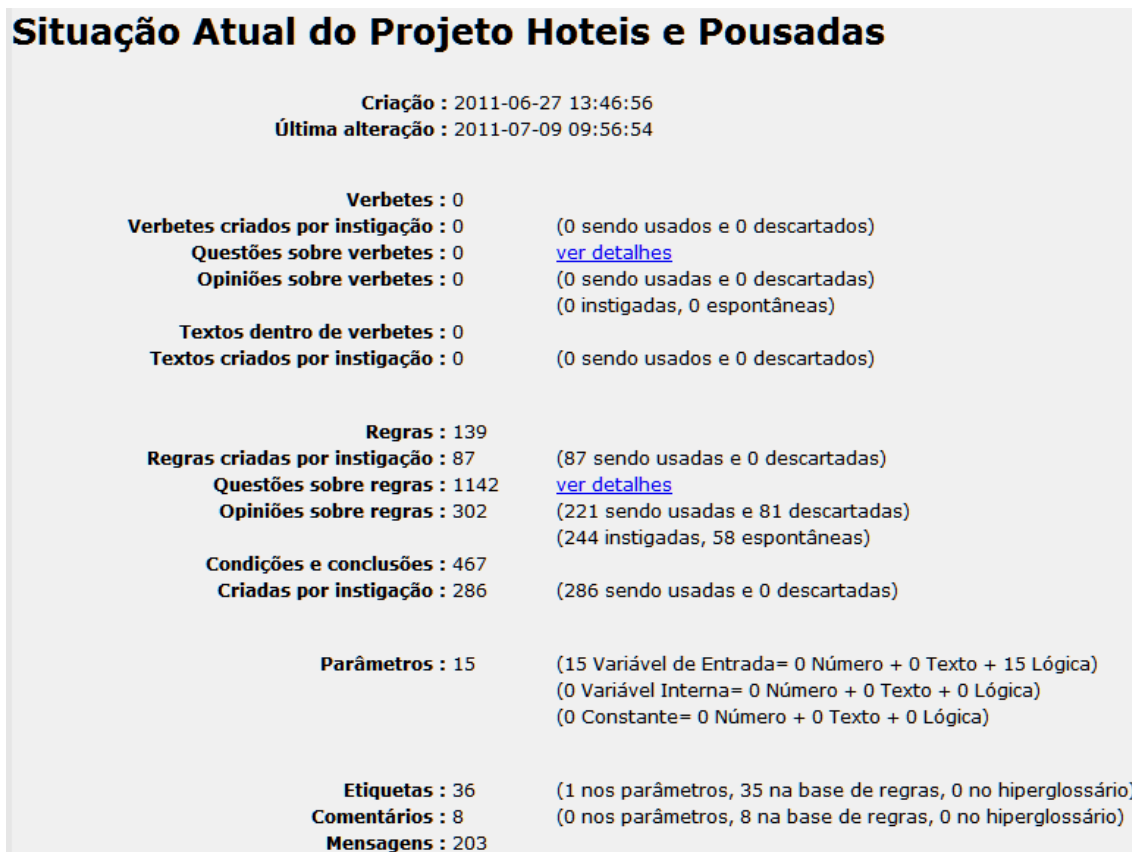 Situação Atual do Projeto Hoteis e Pousadas
Criação : 2011-06-27 13:46:56
Última alteração : 2011-07-09 09:56:54
Verbetes : 0
Verbetes criados por instigação : 0 (0 sendo usados e 0 descartados)
Questões sobre verbetes : 0 ver detalhes
Opiniões sobre verbetes : 0 (0 sendo usadas e 0 descartadas)
(0 instigadas, 0 espontâneas)
Textos dentro de verbetes : 0
Textos criados por instigação : 0 (0 sendo usados e 0 descartados)
Regras : 139
Regras criadas por instigação : 87 (87 sendo usadas e 0 descartadas)
Questões sobre regras : 1142 ver detalhes
Opiniões sobre regras : 302 (221 sendo usadas e 81 descartadas)
(244 instigadas, 58 espontâneas)
Condições e conclusões : 467
Criadas por instigação : 286 (286 sendo usadas e 0 descartadas)
Parâmetros : 15 (15 Variável de Entrada= 0 Número + 0 Texto + 15 Lógica)
(0 Variável Interna= 0 Número + 0 Texto + 0 Lógica)
(0 Constante= 0 Número + 0 Texto + 0 Lógica)
Etiquetas : 36 (1 nos parâmetros, 35 na base de regras, 0 no hiperglossário)
Comentários : 8 (0 nos parâmetros, 8 na base de regras, 0 no hiperglossário)
Mensagens : 203